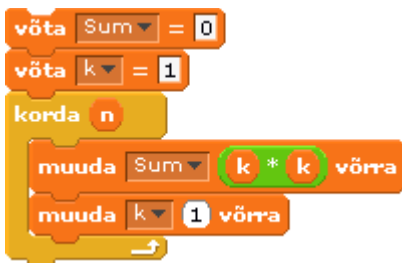 võta Sum = 0
võta k = 1
korda n
muuda Sum k * k võrra
muuda k 1 võrra